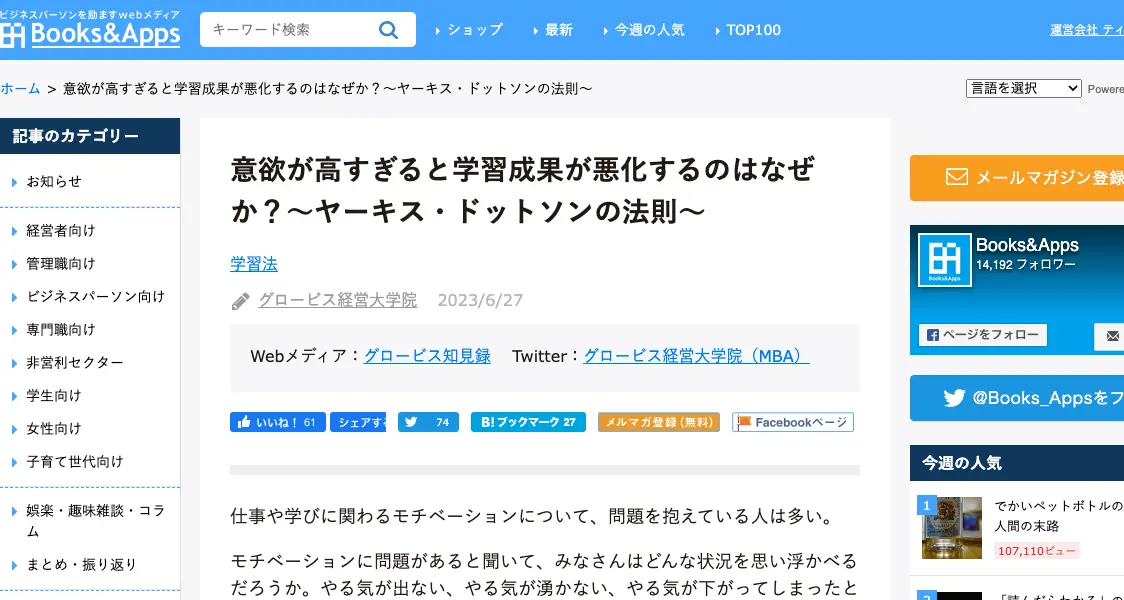 ビジネスパーソンを励ますwebメディア
Books&Apps
キーワード検索
ショップ
最新
今週の人気
TOP100
運営会社 ティ
ホーム > 意欲が高すぎると学習成果が悪化するのはなぜか？〜ヤーキス・ドットソンの法則〜
言語を選択
Powere
記事のカテゴリー
お知らせ
経営者向け
管理職向け
ビジネスパーソン向け
専門職向け
非営利セクター
学生向け
女性向け
子育て世代向け
娯楽・趣味雑談・コラ
ム
まとめ・振り返り
意欲が高すぎると学習成果が悪化するのはなぜ
か？〜ヤーキス・ドットソンの法則〜
学習法
グロービス経営大学院 2023/6/27
Webメディア：グロービス知見録 Twitter：グロービス経営大学院（MBA）
いいね！ 61
シェアする
74
B!ブックマーク 27
メルマガ登録(無料)
Facebookページ
仕事や学びに関わるモチベーションについて、問題を抱えている人は多い。
モチベーションに問題があると聞いて、みなさんはどんな状況を思い浮かべる
だろうか。やる気が出ない、やる気が湧かない、やる気が下がってしまったと
メールマガジン登録
Books&Apps
Books&Apps
14,192 フォロワー
ページをフォロー
@Books_Appsをフ
今週の人気
1
でかいペットボトルの
人間の末路
107,110ビュー
2